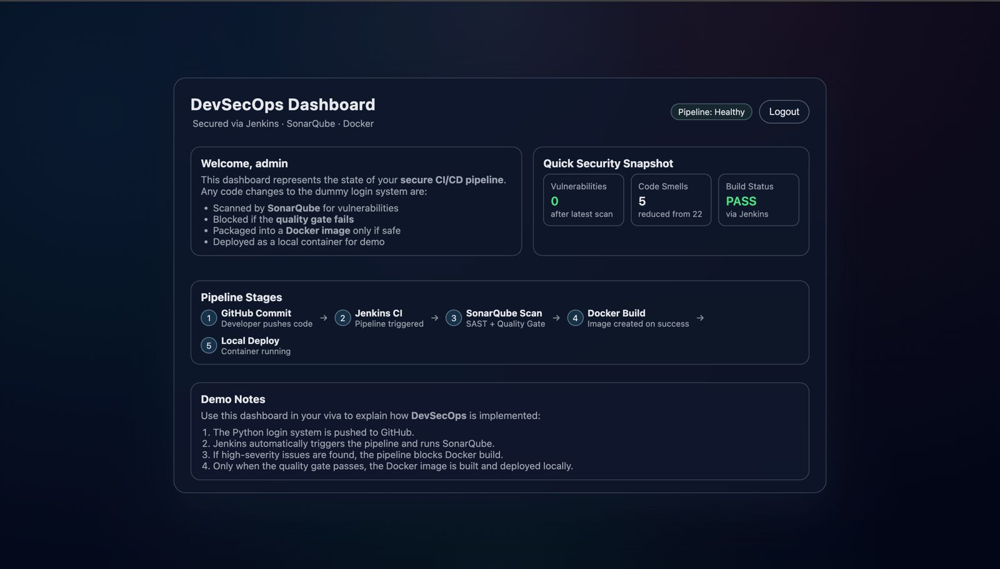 DevSecOps Dashboard
Secured via Jenkins · SonarQube · Docker
Pipeline: Healthy
Logout
Welcome, admin
This dashboard represents the state of your secure CI/CD pipeline.
Any code changes to the dummy login system are:
• Scanned by SonarQube for vulnerabilities
• Blocked if the quality gate fails
• Packaged into a Docker image only if safe
• Deployed as a local container for demo
Quick Security Snapshot
Vulnerabilities
0
after latest scan
Code Smells
5
reduced from 22
Build Status
PASS
via Jenkins
Pipeline Stages
1
GitHub Commit
Developer pushes code
→
2
Jenkins CI
Pipeline triggered
→
3
SonarQube Scan
SAST + Quality Gate
→
4
Docker Build
Image created on success
→
5
Local Deploy
Container running
Demo Notes
Use this dashboard in your viva to explain how DevSecOps is implemented:
1. The Python login system is pushed to GitHub.
2. Jenkins automatically triggers the pipeline and runs SonarQube.
3. If high-severity issues are found, the pipeline blocks Docker build.
4. Only when the quality gate passes, the Docker image is built and deployed locally.